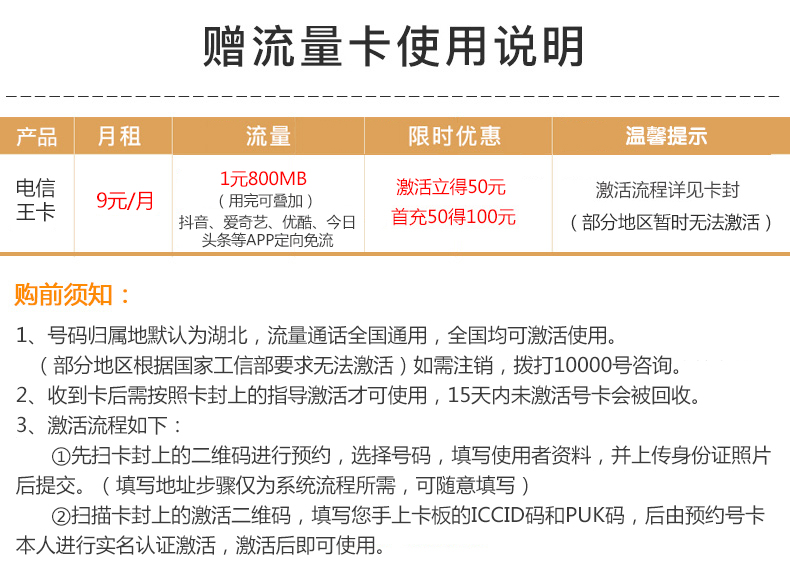 赠流量卡使用说明
产品 月租 流量 限时优惠 温馨提示
电信
王卡
9元/月
1元800MB
（用完可叠加）
抖音、爱奇艺、优酷、今日
头条等APP定向免流
激活立得50元
首充50得100元
激活流程详见卡封
（部分地区暂时无法激活）
购前须知：
1、号码归属地默认为湖北，流量通话全国通用，全国均可激活使用。
（部分地区根据国家工信部要求无法激活）如需注销，拨打10000号咨询。
2、收到卡后需按照卡封上的指导激活才可使用，15天内未激活号卡会被回收。
3、激活流程如下：
①先扫卡封上的二维码进行预约，选择号码，填写使用者资料，并上传身份证照片
后提交。（填写地址步骤仅为系统流程所需，可随意填写）
②扫描卡封上的激活二维码，填写您手上卡板的ICCID码和PUK码，后由预约号卡
本人进行实名认证激活，激活后即可使用。